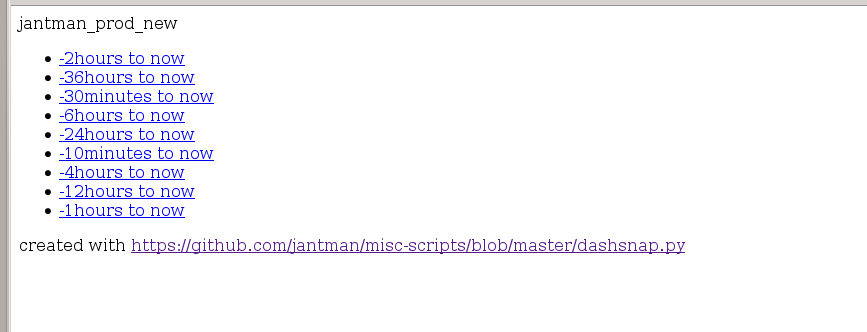 jantman_prod_new
-2hours to now
-36hours to now
-30minutes to now
-6hours to now
-24hours to now
-10minutes to now
-4hours to now
-12hours to now
-1hours to now
created with https://github.com/jantman/misc-scripts/blob/master/dashsnap.py